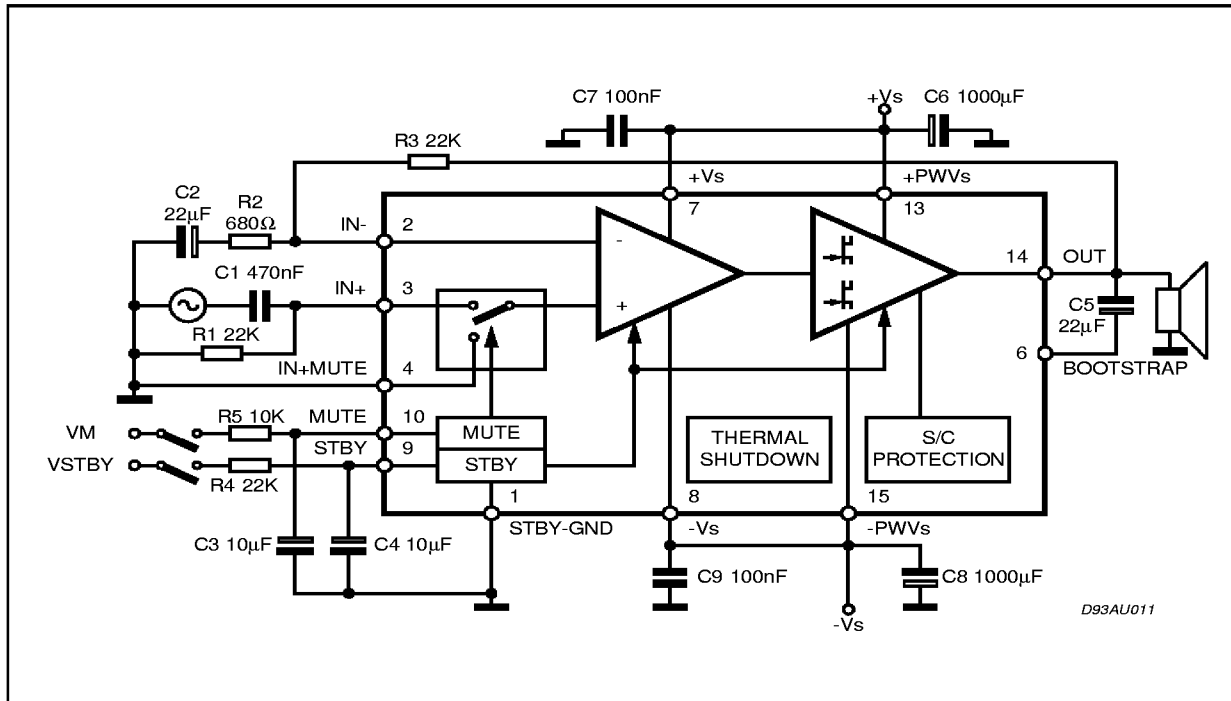 C7 100nF
+Vs
C6 1000μF
R3 22K
+Vs
+PWVs
C2
22μF
R2
680Ω
IN-
2
7
13
-
C1 470nF
IN+
3
+
14
OUT
C5
22μF
R1 22K
IN+MUTE
4
6
BOOTSTRAP
VM
R5 10K
MUTE
10
MUTE
THERMAL
SHUTDOWN
S/C
PROTECTION
VSTBY
R4 22K
STBY
9
STBY
1
STBY-GND
8
-Vs
15
-PWVs
C3 10μF
C4 10μF
C9 100nF
C8 1000μF
-Vs
D93AU011